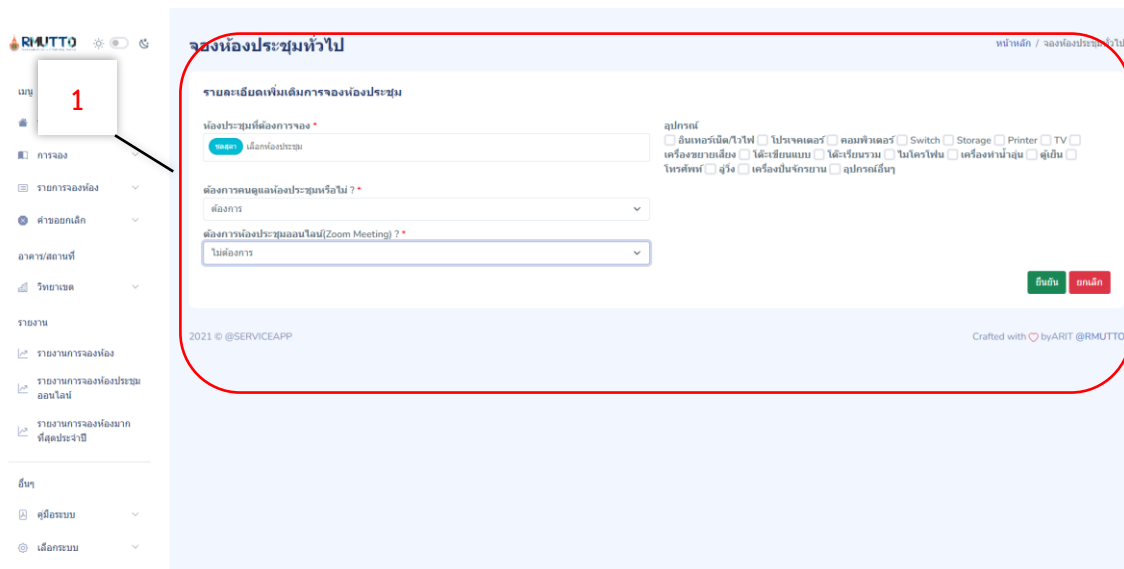 RMUTTO
จองห้องประชุมทั่วไป
หน้าหลัก / จองห้องประชุมทั่วไป
เมนู
1
การจอง
รายการจองห้อง
คำขอยกเลิก
อาคาร/สถานที่
วิทยาเขต
รายงาน
รายงานการจองห้อง
รายงานการจองห้องประชุม
ออนไลน์
รายงานการจองห้องมาก
ที่สุดประจำปี
อื่นๆ
คู่มือระบบ
เลือกระบบ
รายละเอียดเพิ่มเติมการจองห้องประชุม
ห้องประชุมที่ต้องการจอง *
เลือกห้องประชุม
ต้องการคนดูแลห้องประชุมหรือไม่ ? *
ต้องการ
ต้องการห้องประชุมออนไลน์(Zoom Meeting) ? *
ไม่ต้องการ
อุปกรณ์
อินเทอร์เน็ต/ไวไฟ โปรเจคเตอร์ คอมพิวเตอร์ Switch Storage Printer TV
เครื่องขยายเสียง โต๊ะเขียนแบบ โต๊ะเรียนรวม ไมโครโฟน เครื่องทำน้ำอุ่น ตู้เย็น
โทรศัพท์ ลู่วิ่ง เครื่องปั่นจักรยาน อุปกรณ์อื่นๆ
ยืนยัน ยกเลิก
2021 © @SERVICEAPP
Crafted with byARIT @RMUTTO